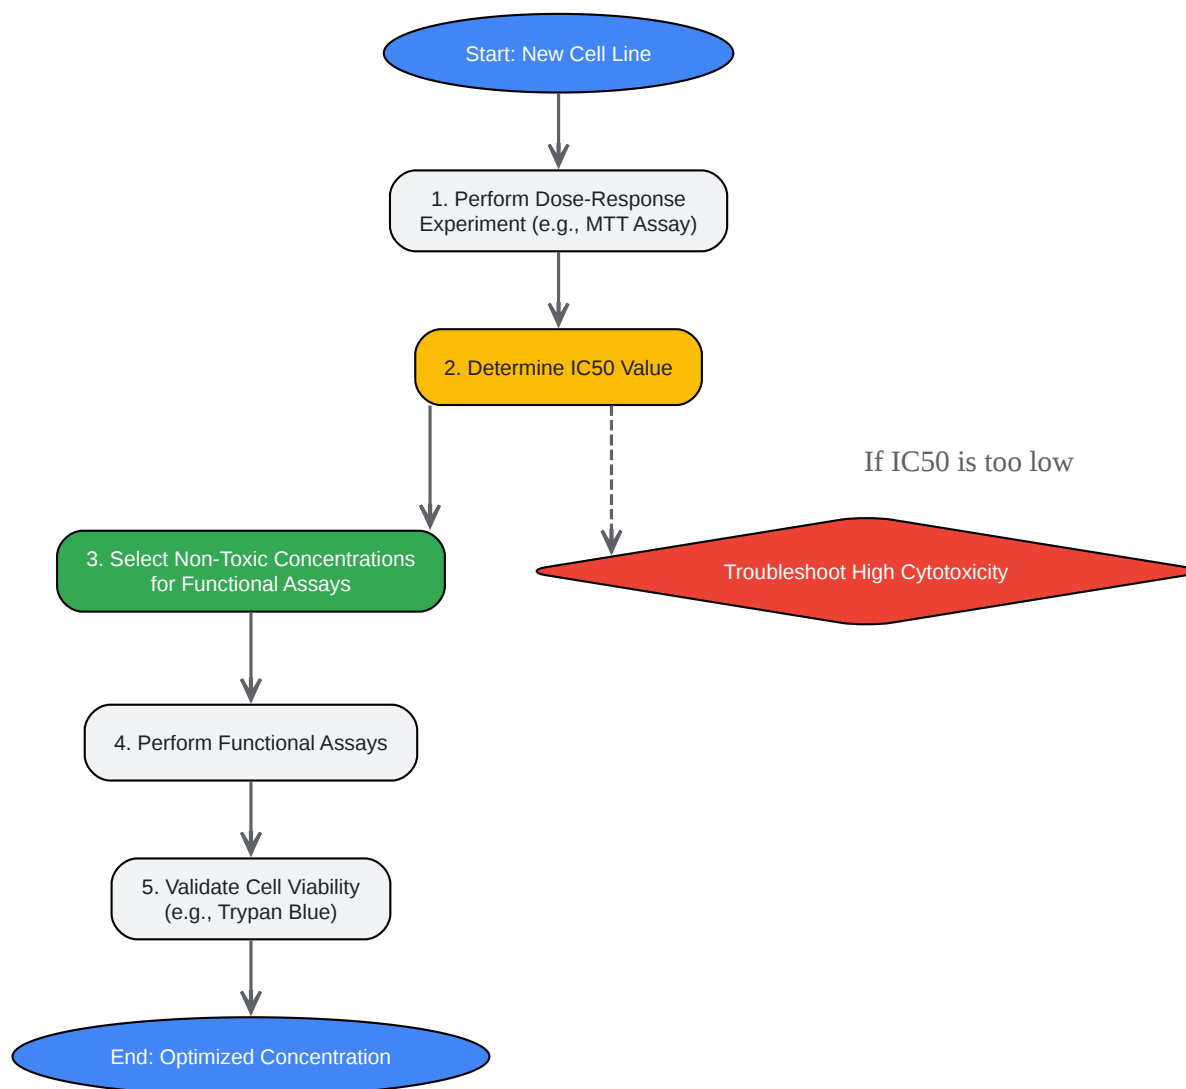 Start: New Cell Line
1. Perform Dose-Response
Experiment (e.g., MTT Assay)
2. Determine IC50 Value
If IC50 is too low
3. Select Non-Toxic Concentrations
for Functional Assays
Troubleshoot High Cytotoxicity
4. Perform Functional Assays
5. Validate Cell Viability
(e.g., Trypan Blue)
End: Optimized Concentration